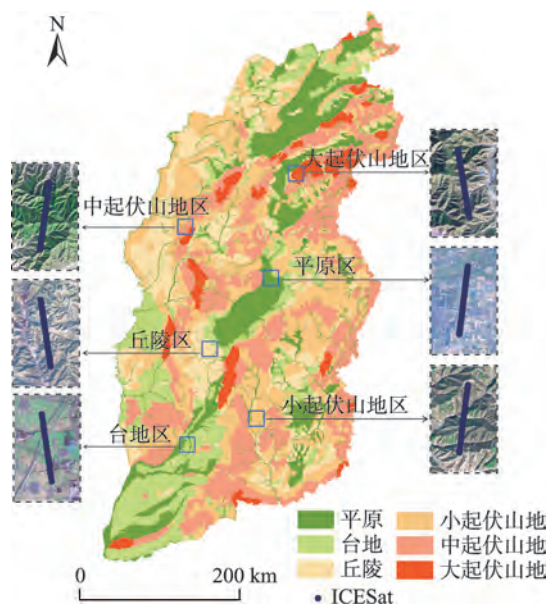 N
大起伏山地区
中起伏山地区
平原区
丘陵区
小起伏山地区
台地区
平原
小起伏山地
台地
中起伏山地
丘陵
大起伏山地
0 200 km
ICESat